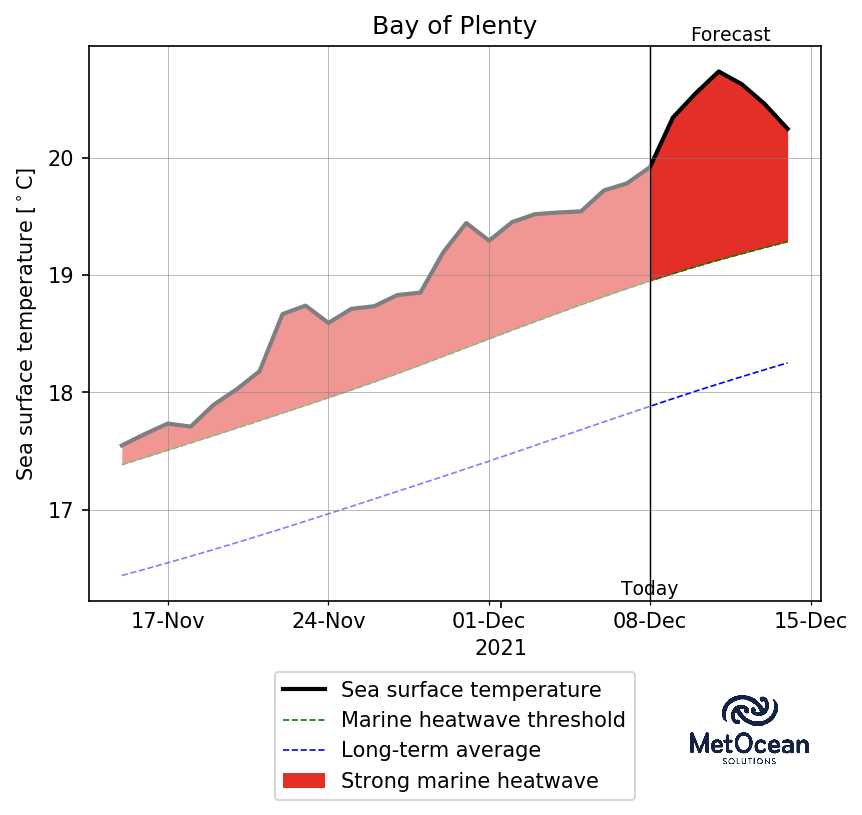 Bay of Plenty
Forecast
Sea surface temperature [°C]
20
19
18
17
Today
17-Nov 24-Nov 01-Dec 08-Dec 15-Dec
2021
Sea surface temperature
Marine heatwave threshold
Long-term average
Strong marine heatwave
MetOcean
SOLUTIONS